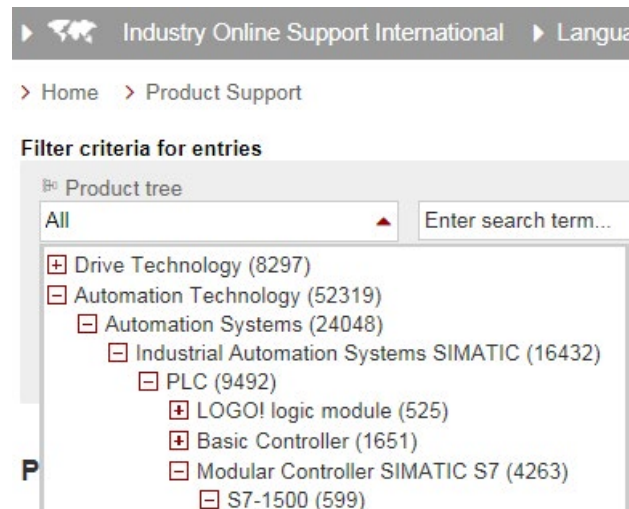 Industry Online Support International Langua
Home Product Support
Filter criteria for entries
Product tree
All Enter search term...
Drive Technology (8297)
Automation Technology (52319)
Automation Systems (24048)
Industrial Automation Systems SIMATIC (16432)
PLC (9492)
LOGO! logic module (525)
Basic Controller (1651)
P Modular Controller SIMATIC S7 (4263)
S7-1500 (599)